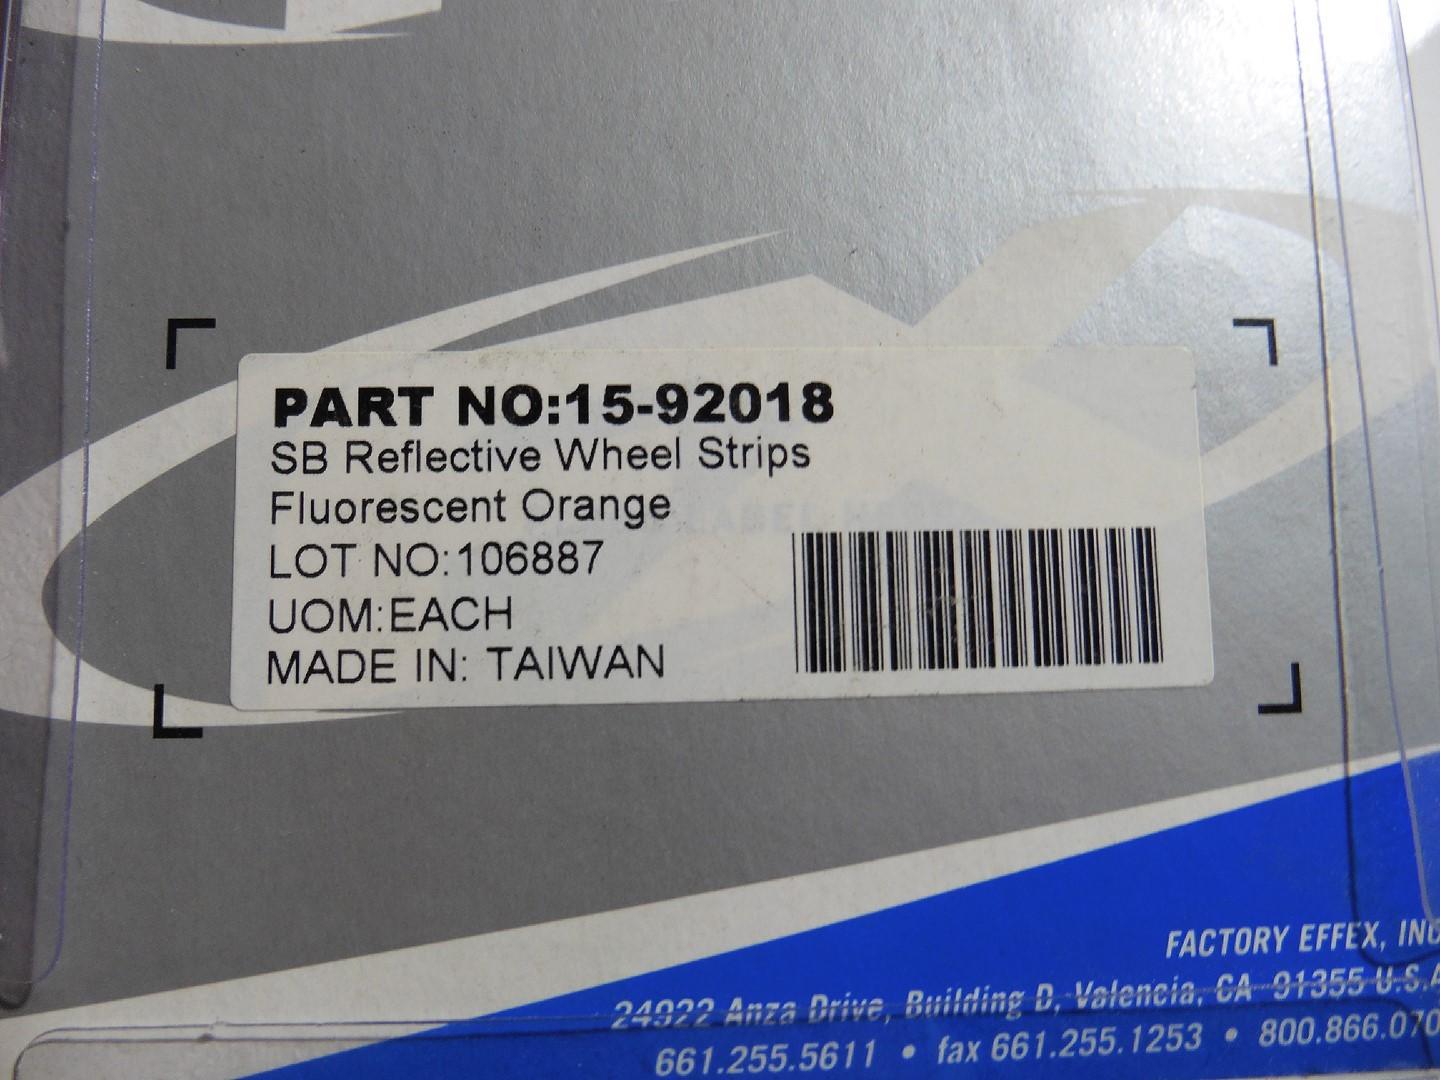 PART NO:15-92018
SB Reflective Wheel Strips
Fluorescent Orange
LOT NO:106887
UOM:EACH
MADE IN: TAIWAN
FACTORY EFFEX, INC
24922 Anza Drive, Building D, Valencia, CA 91355 U.S.A
661.255.5611 • fax 661.255.1253 • 800.866.070